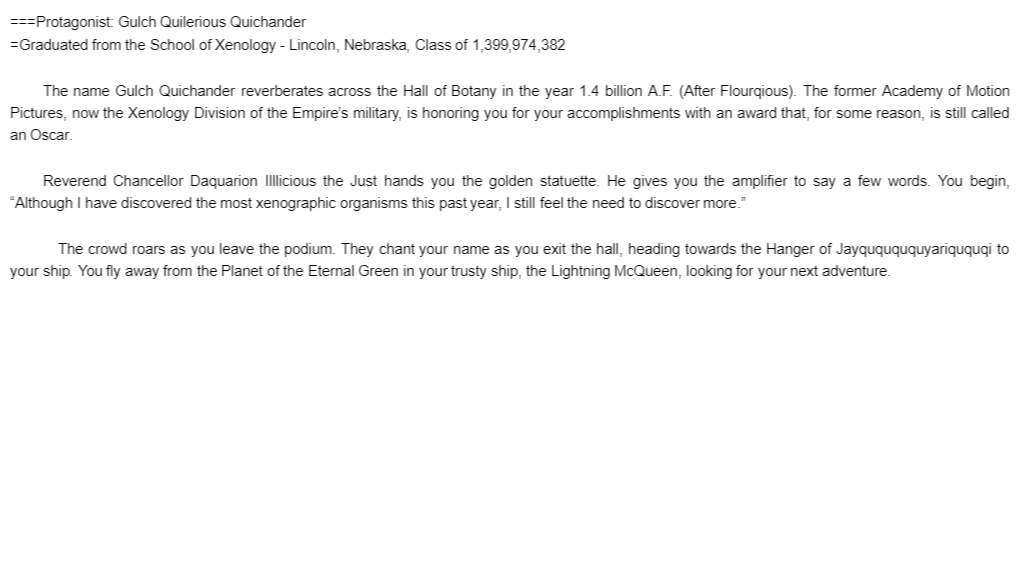 ===Protagonist: Gulch Quilerious Quichander
=Graduated from the School of Xenology - Lincoln, Nebraska, Class of 1,399,974,382
The name Gulch Quichander reverberates across the Hall of Botany in the year 1.4 billion A.F. (After Flourqious). The former Academy of Motion
Pictures, now the Xenology Division of the Empire's military, is honoring you for your accomplishments with an award that, for some reason, is still called
an Oscar.
Reverend Chancellor Daquarion Illlicious the Just hands you the golden statuette. He gives you the amplifier to say a few words. You begin,
“Although I have discovered the most xenographic organisms this past year, I still feel the need to discover more.”
The crowd roars as you leave the podium. They chant your name as you exit the hall, heading towards the Hanger of Jayququququyariququqi to
your ship. You fly away from the Planet of the Eternal Green in your trusty ship, the Lightning McQueen, looking for your next adventure.